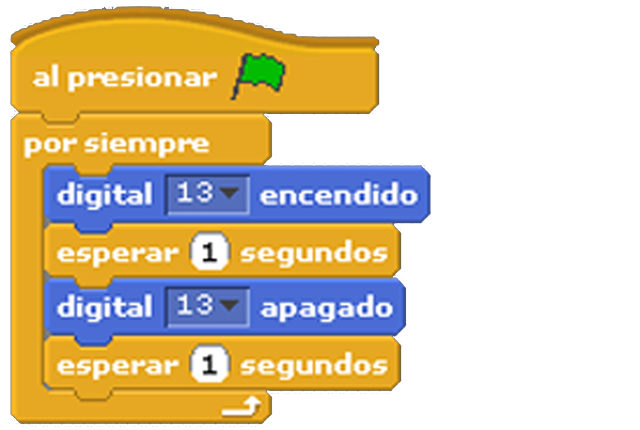 al presionar
por siempre
digital 13 encendido
esperar 1 segundos
digital 13 apagado
esperar 1 segundos